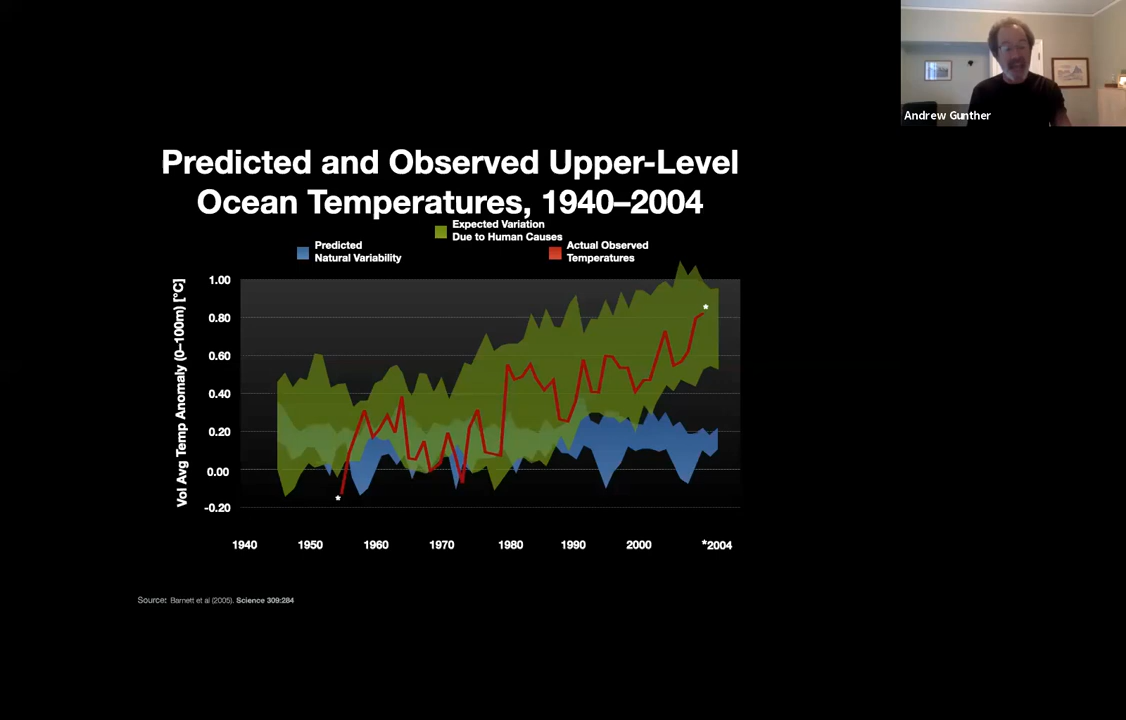 Andrew Gunther
Predicted and Observed Upper-Level
Ocean Temperatures, 1940–2004
Expected Variation
Due to Human Causes
Predicted
Natural Variability
Actual Observed
Temperatures
Vol Avg Temp Anomaly (0–100m) [°C]
1.00
0.80
0.60
0.40
0.20
0.00
-0.20
*
*
1940 1950 1960 1970 1980 1990 2000 *2004
Source: Barnett et al (2005). Science 309:284